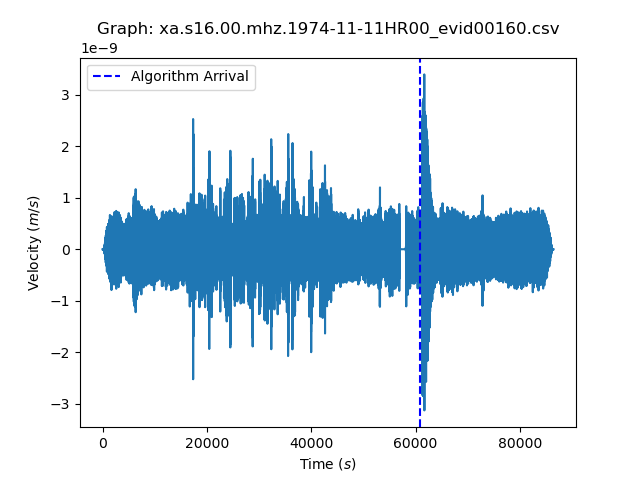 Graph: xa.s16.00.mhz.1974-11-11HR00_evid00160.csv
1e−9
Algorithm Arrival
3
2
1
0
−1
−2
−3
Velocity (m/s)
0 20000 40000 60000 80000
Time (s)